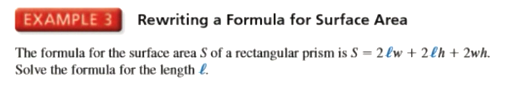 EXAMPLE 3 Rewriting a Formula for Surface Area
The formula for the surface area S of a rectangular prism is S = 2ℓw + 2ℓh + 2wh.
Solve the formula for the length ℓ.